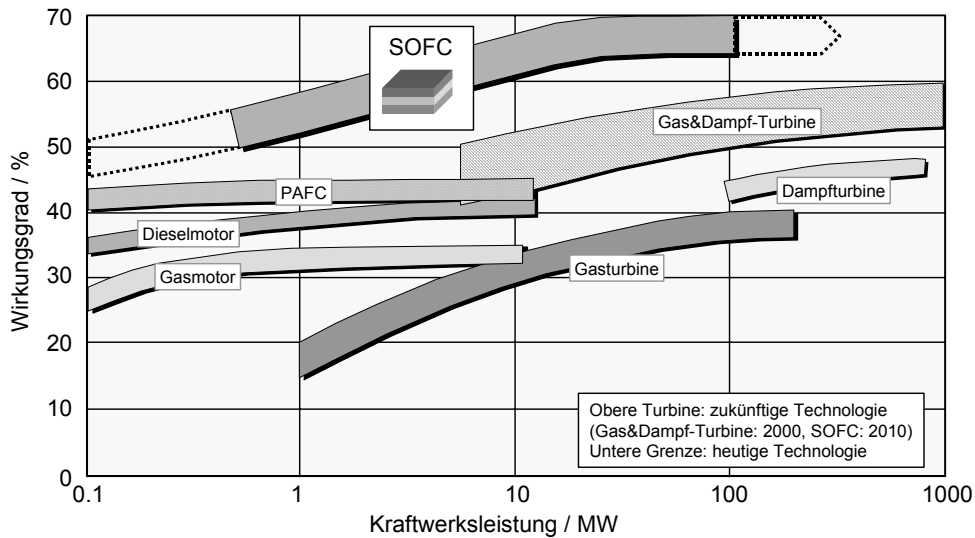 70
60
50
40
30
20
10
0
Wirkungsgrad / %
SOFC
Gas&Dampf-Turbine
PAFC
Dampfturbine
Dieselmotor
Gasmotor
Gasturbine
Obere Turbine: zukünftige Technologie
(Gas&Dampf-Turbine: 2000, SOFC: 2010)
Untere Grenze: heutige Technologie
0.1 1 10 100 1000
Kraftwerksleistung / MW